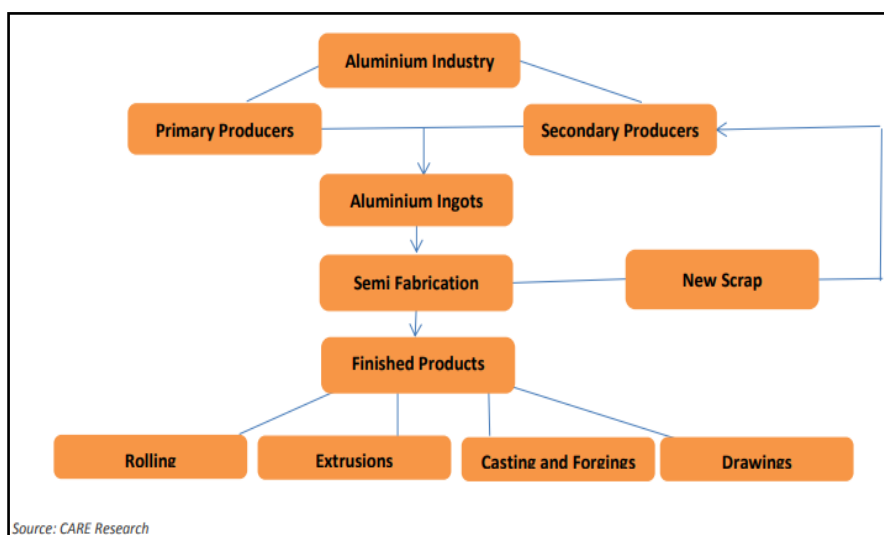 Aluminium Industry
Primary Producers
Secondary Producers
Aluminium Ingots
Semi Fabrication
New Scrap
Finished Products
Rolling
Extrusions
Casting and Forgings
Drawings
Source: CARE Research